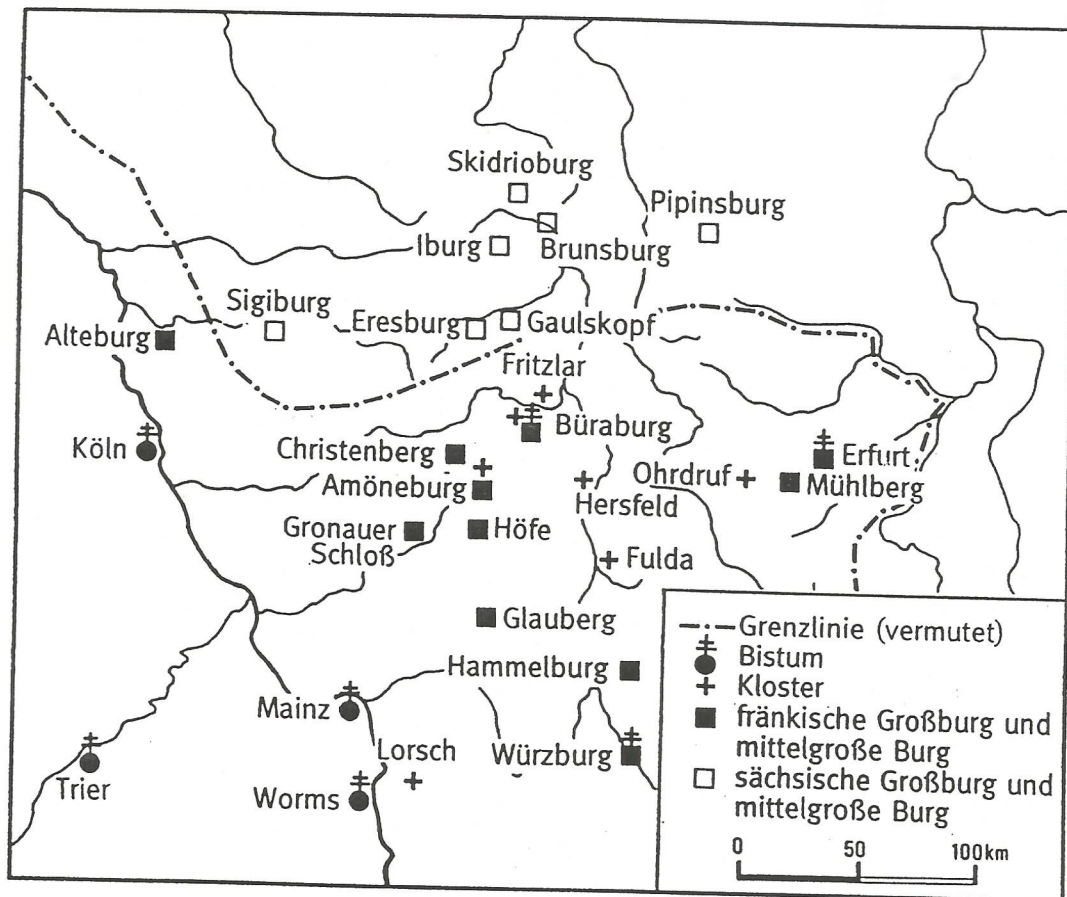 Skidrioburg
Pipinsburg
Iburg
Brunsburg
Sigiburg
Eresburg
Gaulskopf
Alteburg
Fritzlar
Büraburg
Köln
Christenberg
Erfurt
Ohrdruf
Mühlberg
Amöneburg
Hersfeld
Gronauer
Schloß
Höfe
Fulda
Glauberg
Hammelburg
Mainz
Lorsch
Würzburg
Trier
Worms
Grenzlinie (vermutet)
Bistum
Kloster
fränkische Großburg und
mittelgroße Burg
sächsische Großburg und
mittelgroße Burg
0 50 100km